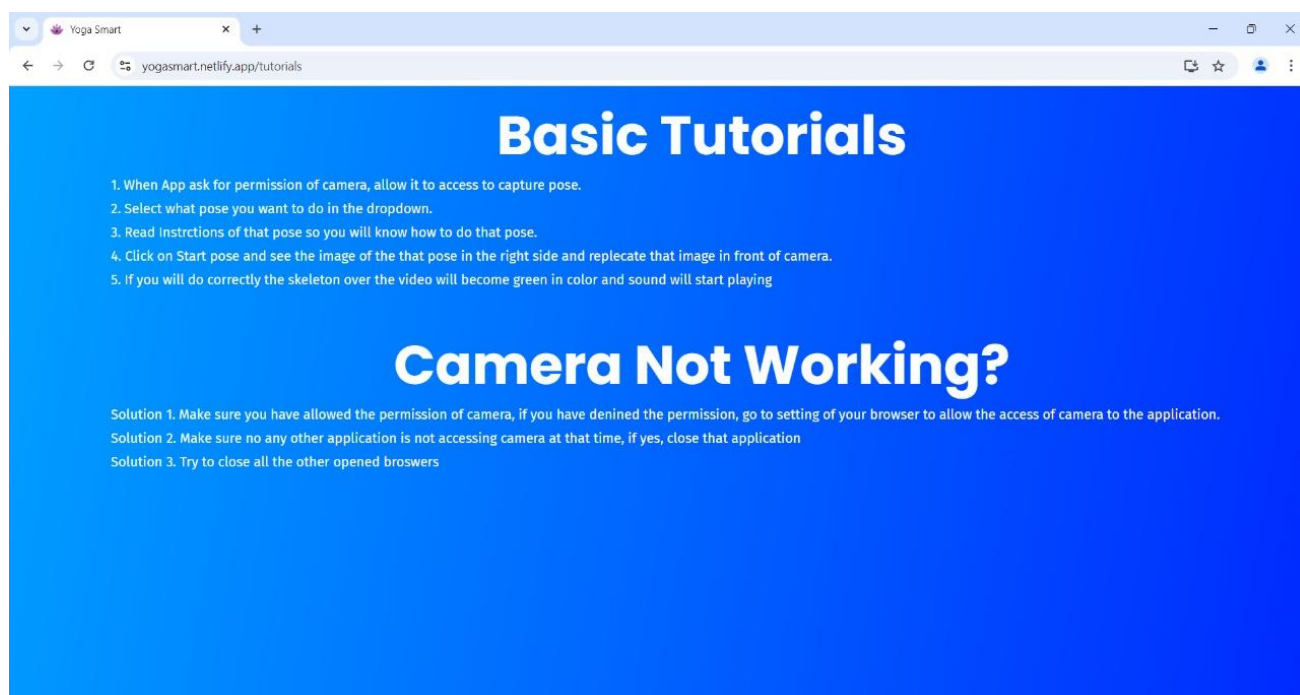 Yoga Smart
yogasmart.netlify.app/tutorials
Basic Tutorials
1. When App ask for permission of camera, allow it to access to capture pose.
2. Select what pose you want to do in the dropdown.
3. Read Instrctions of that pose so you will know how to do that pose.
4. Click on Start pose and see the image of the that pose in the right side and replecate that image in front of camera.
5. If you will do correctly the skeleton over the video will become green in color and sound will start playing
Camera Not Working?
Solution 1. Make sure you have allowed the permission of camera, if you have denined the permission, go to setting of your browser to allow the access of camera to the application.
Solution 2. Make sure no any other application is not accessing camera at that time, if yes, close that application
Solution 3. Try to close all the other opened broswers